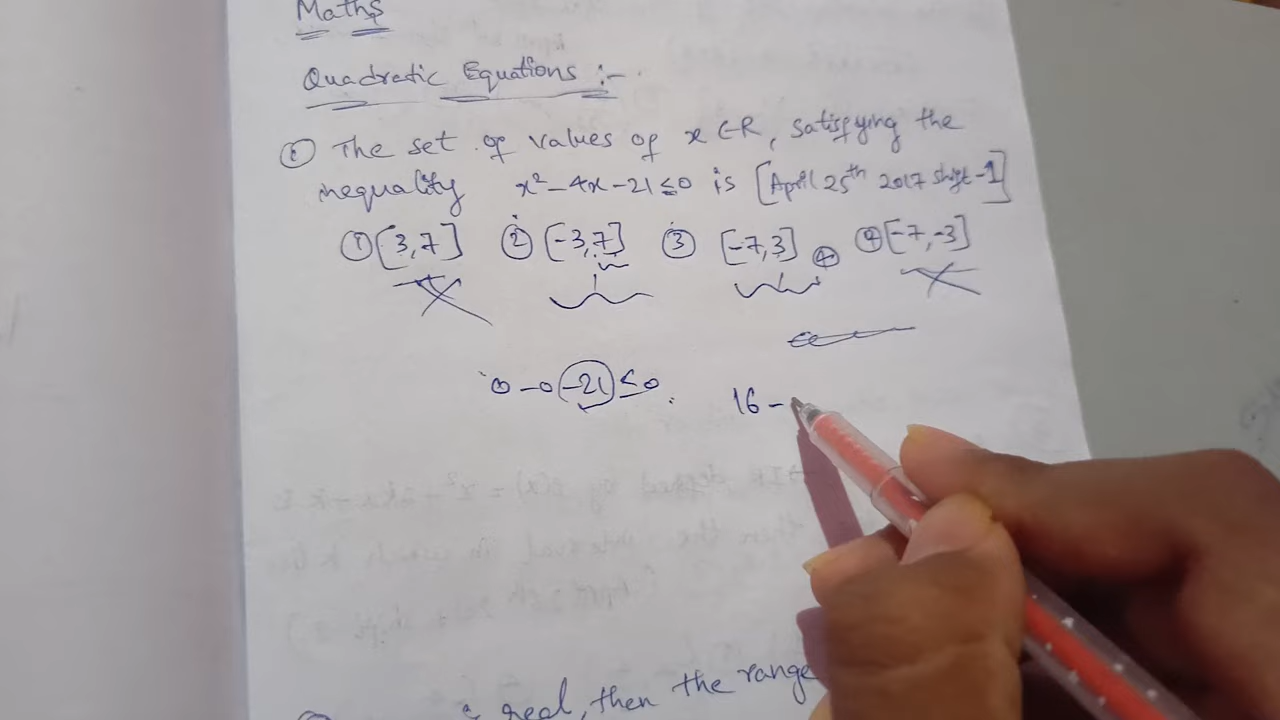 Maths
Quadratic Equations :-
① The set of values of x ∈ R, satisfying the
inequality x² - 4x - 21 ≤ 0 is [April 25th 2017 shift-1]
① [3,7] ② [-3,7] ③ [-7,3] ④ ④ [-7,-3]
0 - 0 -21 ≤ 0. 16 -
real, then the range